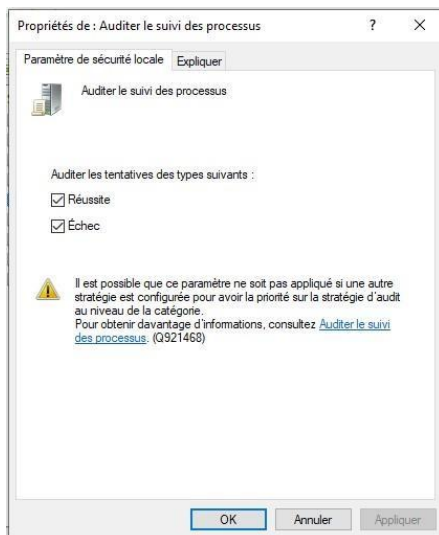 Propriétés de : Auditer le suivi des processus ? ×
Paramètre de sécurité locale Expliquer
Auditer le suivi des processus
Auditer les tentatives des types suivants :
Réussite
Échec
Il est possible que ce paramètre ne soit pas appliqué si une autre
stratégie est configurée pour avoir la priorité sur la stratégie d'audit
au niveau de la catégorie.
Pour obtenir davantage d'informations, consultez Auditer le suivi
des processus. (Q921468)
OK Annuler Appliquer